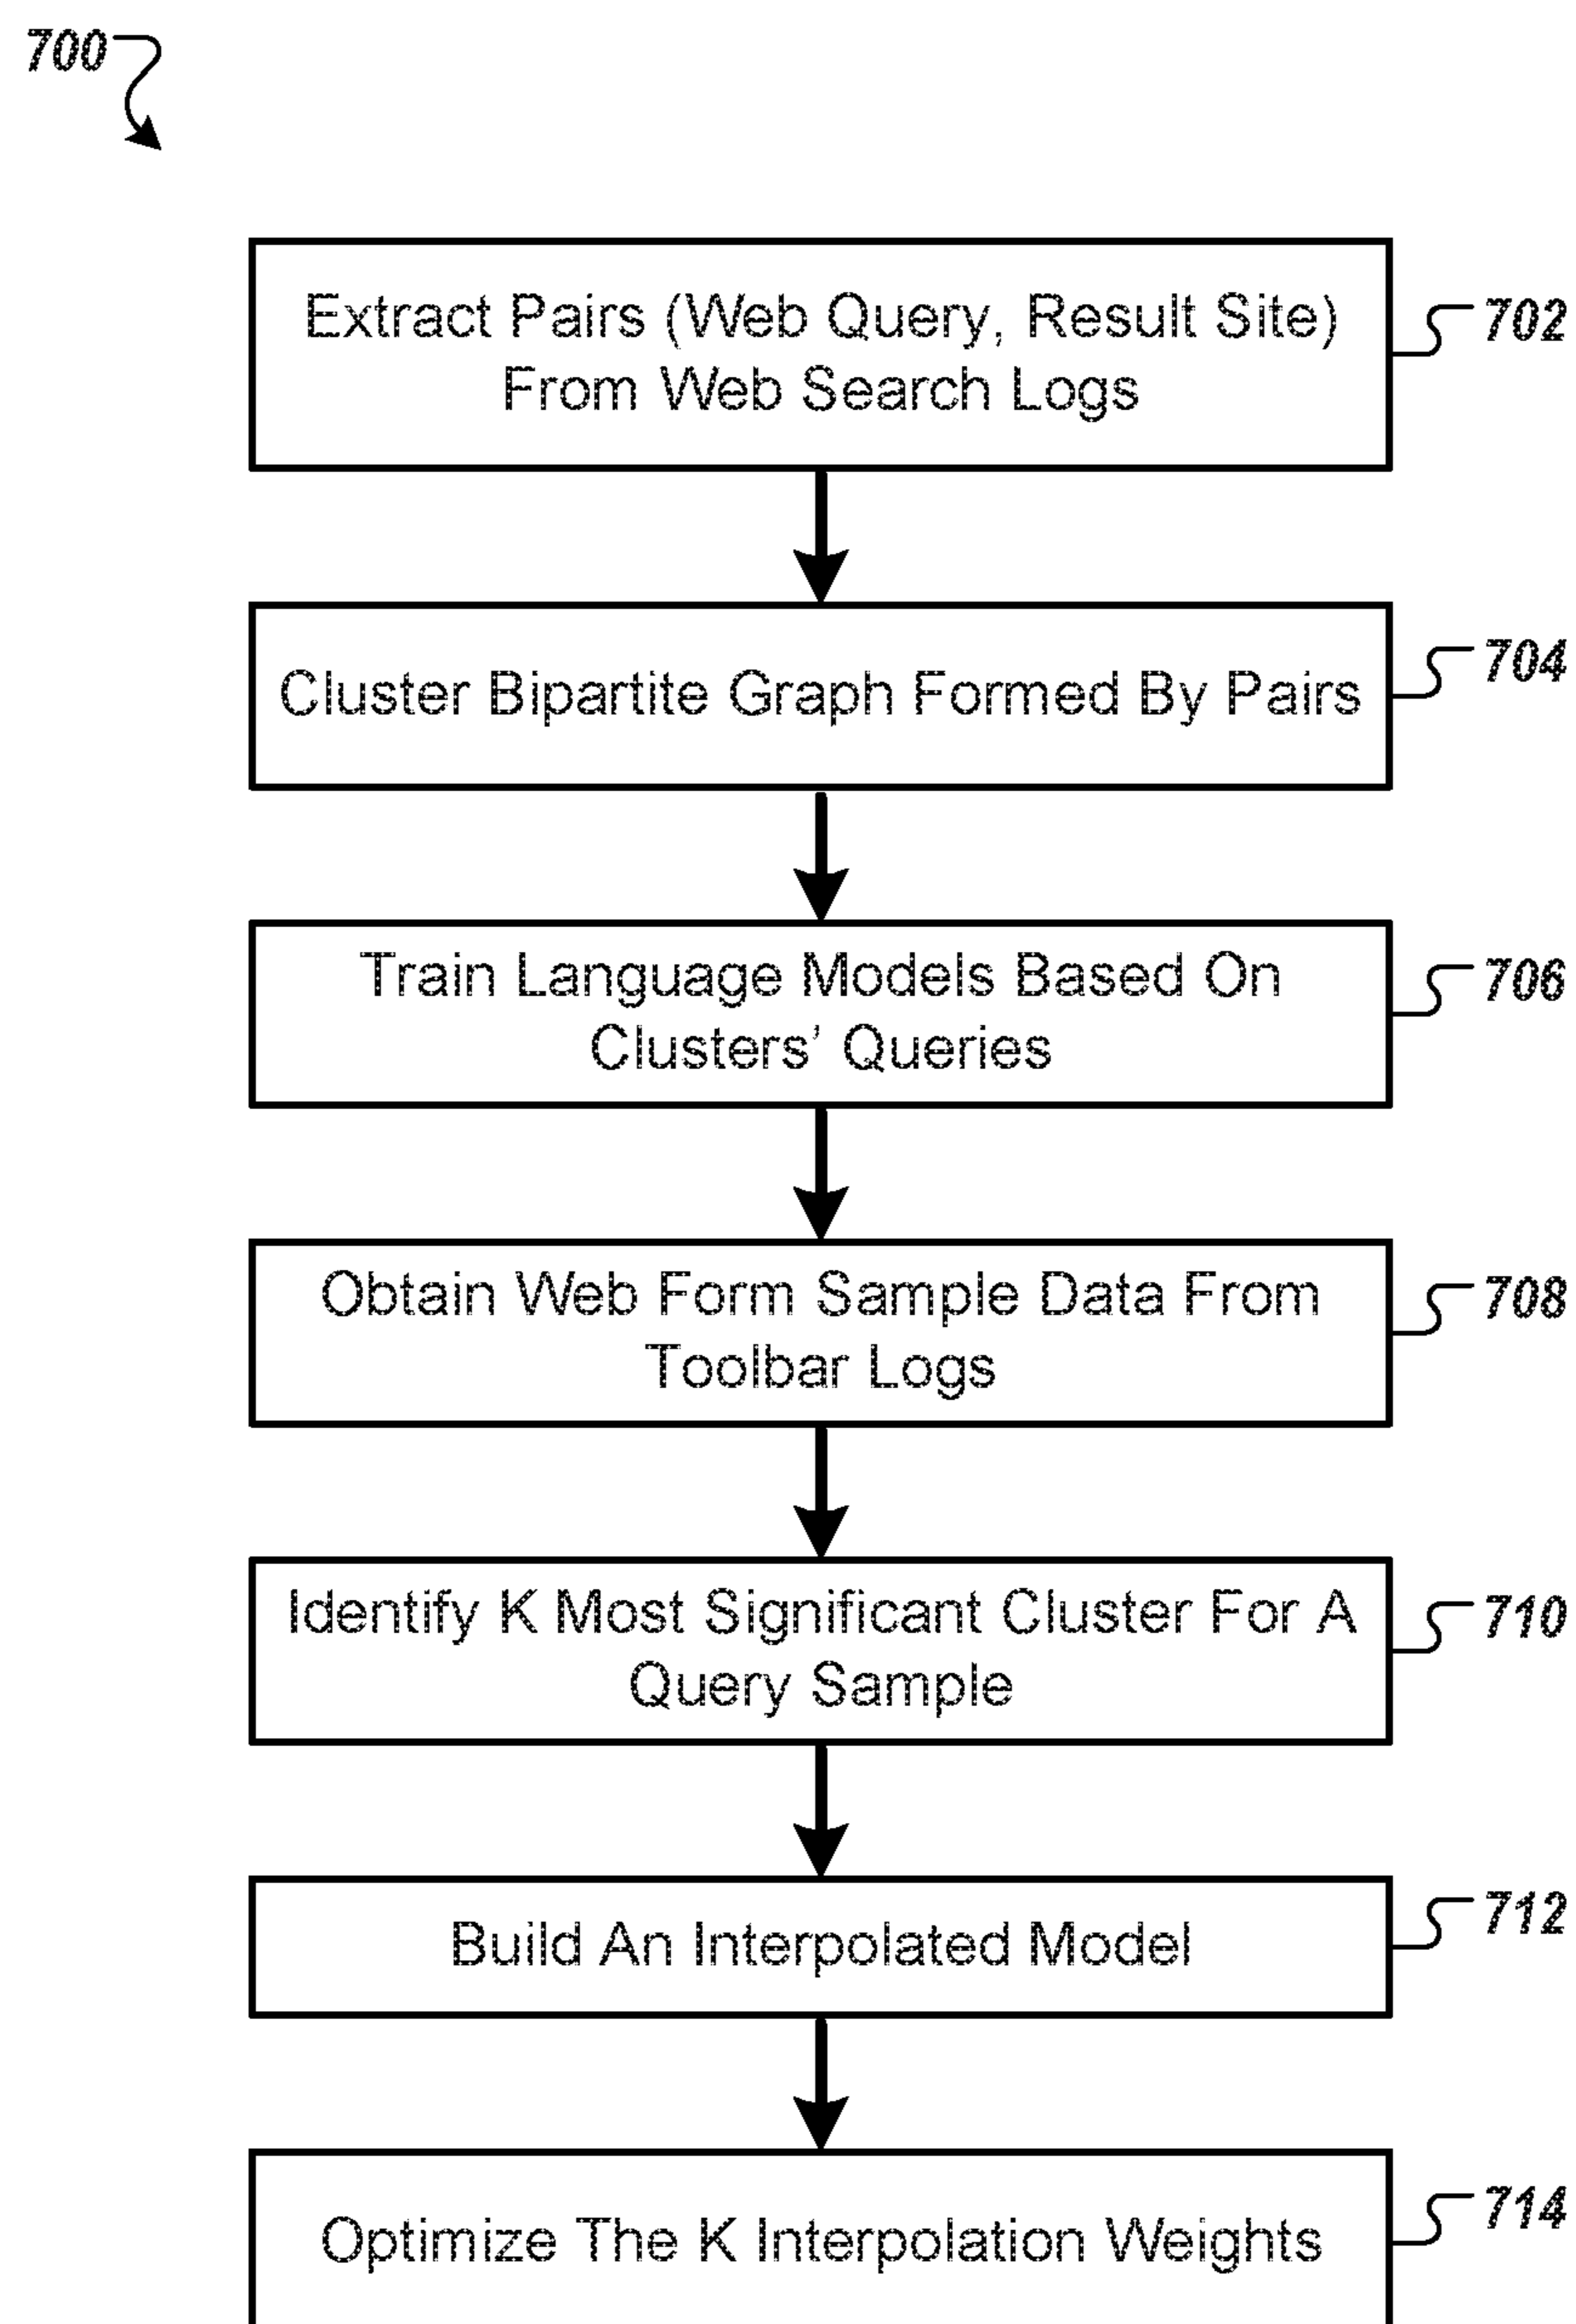 700
Extract Pairs (Web Query, Result Site)
From Web Search Logs
702
Cluster Bipartite Graph Formed By Pairs
704
Train Language Models Based On
Clusters' Queries
706
Obtain Web Form Sample Data From
Toolbar Logs
708
Identify K Most Significant Cluster For A
Query Sample
710
Build An Interpolated Model
712
Optimize The K Interpolation Weights
714